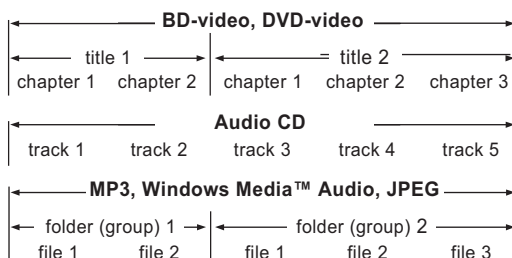 BD-video, DVD-video
title 1 title 2
chapter 1 chapter 2 chapter 1 chapter 2 chapter 3
Audio CD
track 1 track 2 track 3 track 4 track 5
MP3, Windows Media™ Audio, JPEG
folder (group) 1 folder (group) 2
file 1 file 2 file 1 file 2 file 3